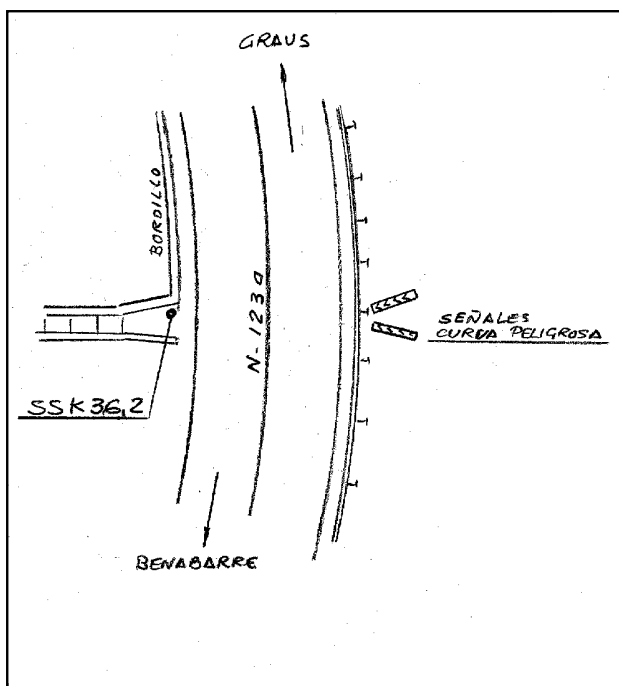 GRAUS
BORDILLO
N-123a
SEÑALES
CURVA PELIGROSA
SSK36,2
BENABARRE